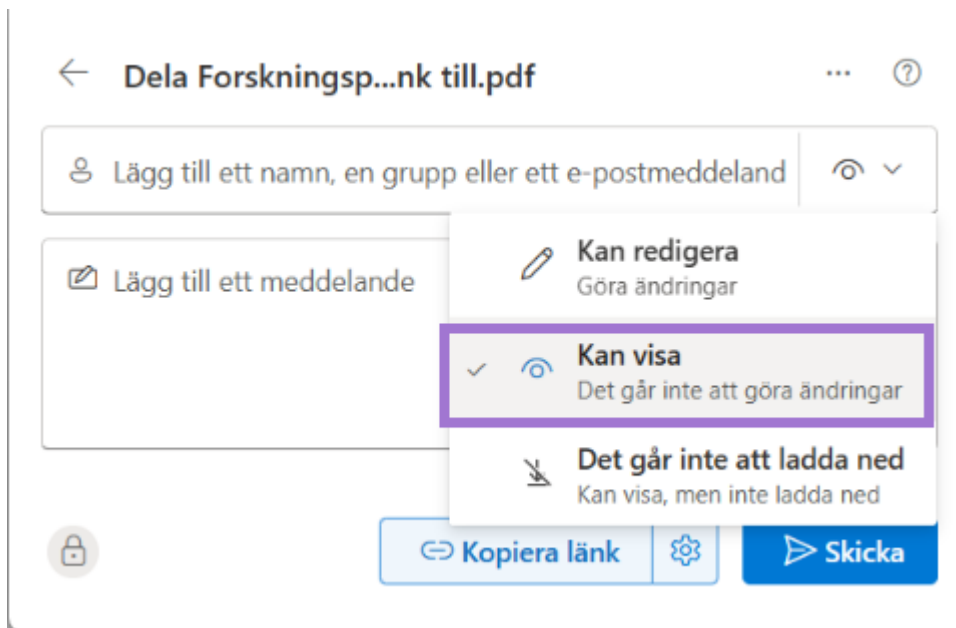 Dela Forskningsp...nk till.pdf
Lägg till ett namn, en grupp eller ett e-postmeddeland
Lägg till ett meddelande
Kan redigera
Göra ändringar
Kan visa
Det går inte att göra ändringar
Det går inte att ladda ned
Kan visa, men inte ladda ned
Kopiera länk
Skicka